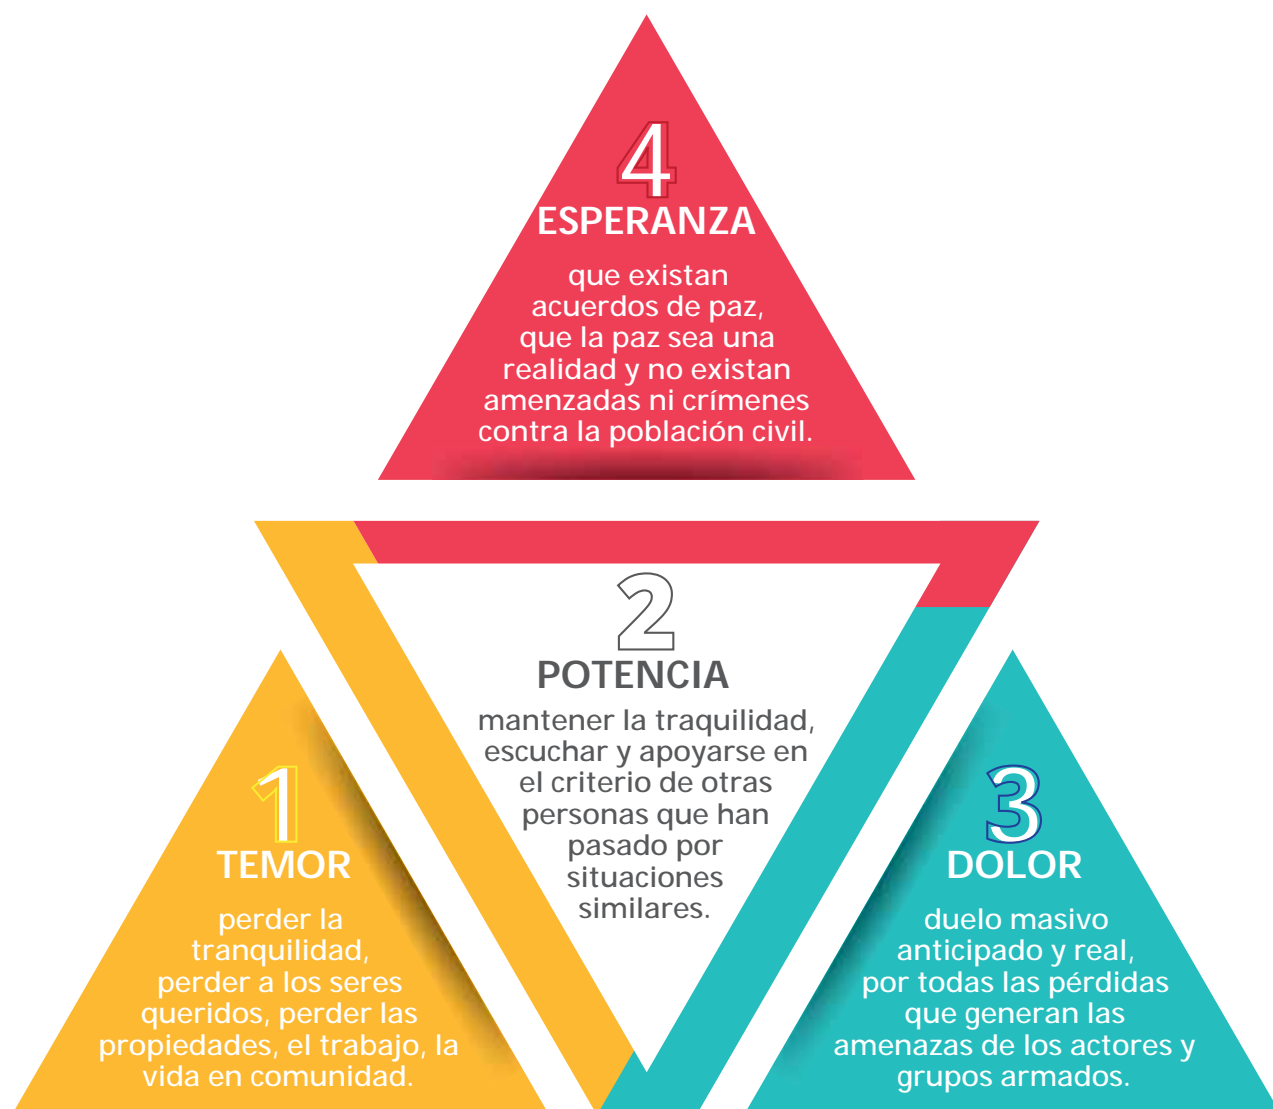 4
ESPERANZA
que existan
acuerdos de paz,
que la paz sea una
realidad y no existan
amenzadas ni crímenes
contra la población civil.
2
POTENCIA
mantener la traquilidad,
escuchar y apoyarse en
el criterio de otras
personas que han
pasado por
situaciones
similares.
1
TEMOR
perder la
tranquilidad,
perder a los seres
queridos, perder las
propiedades, el trabajo, la
vida en comunidad.
3
DOLOR
duelo masivo
anticipado y real,
por todas las pérdidas
que generan las
amenazas de los actores y
grupos armados.